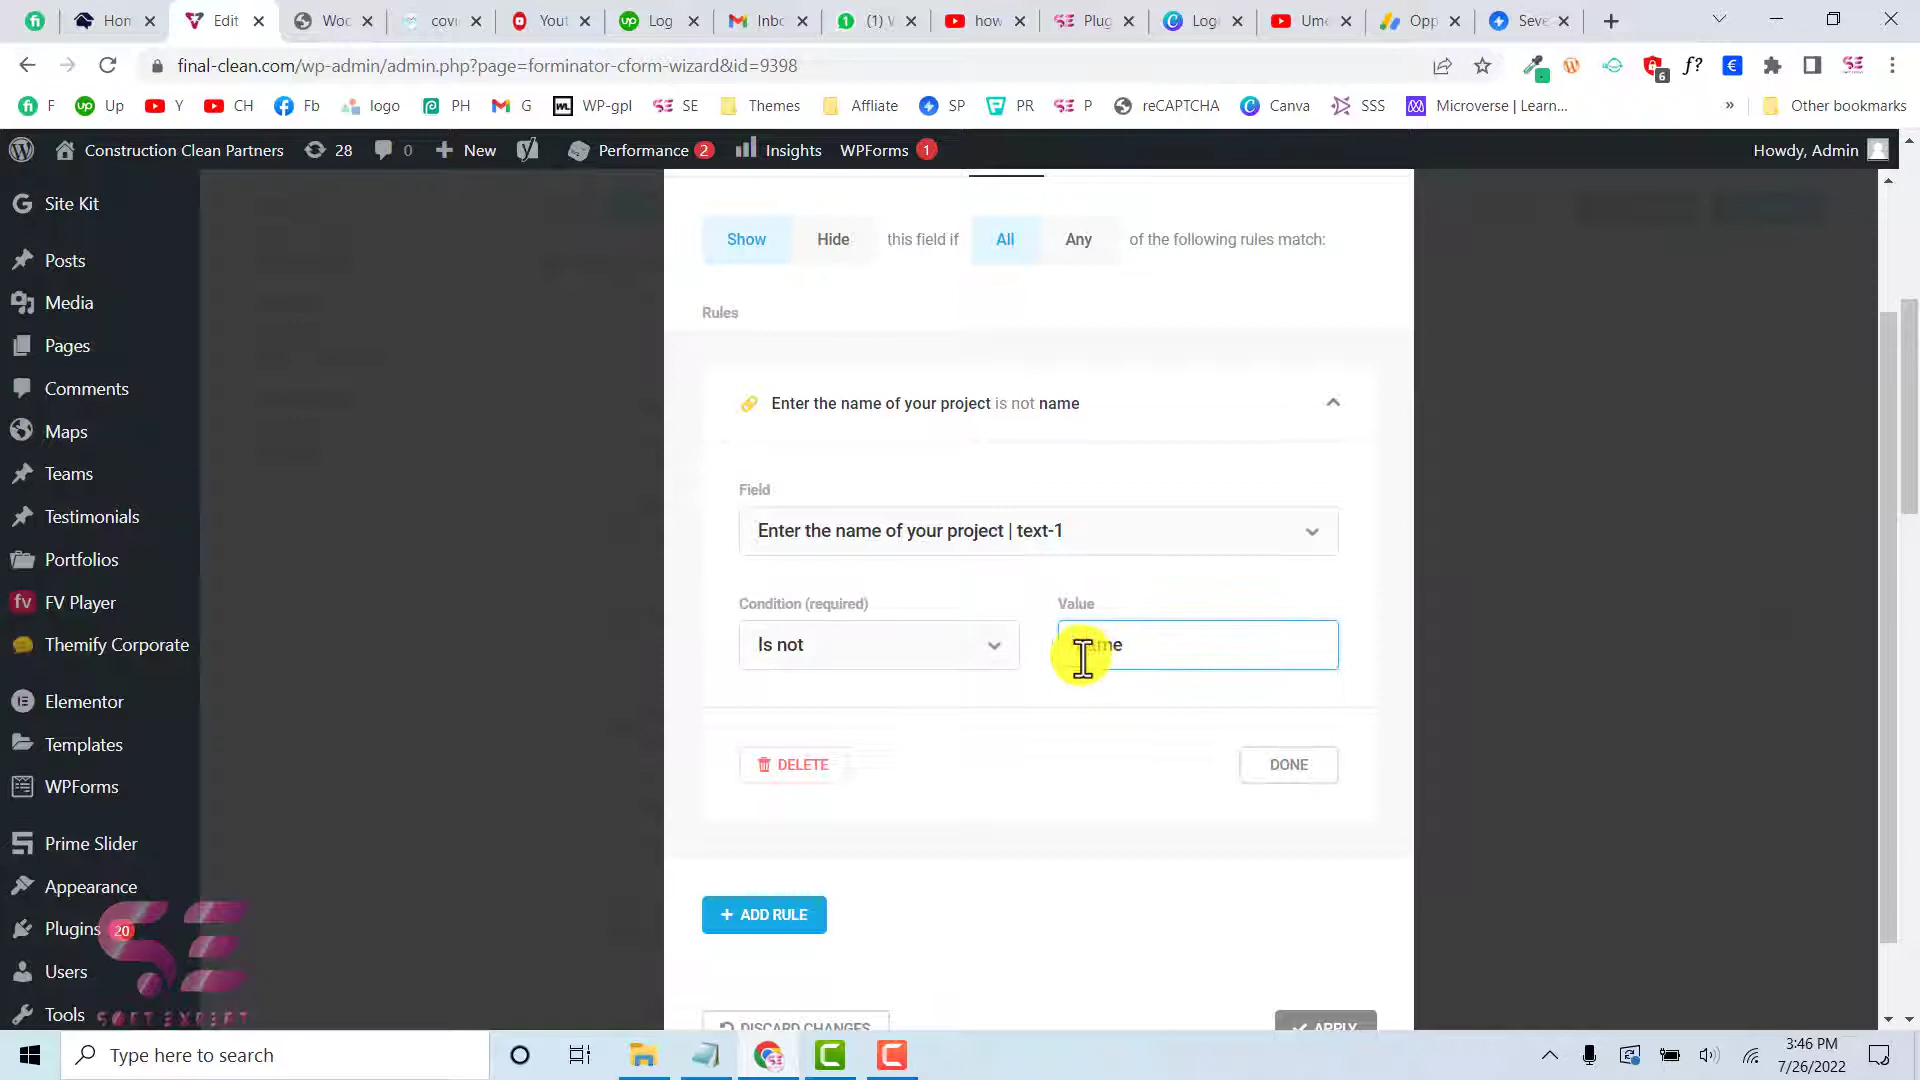 Hon
Edit
Woc
covi
Yout
Log
Inbo
(1) W
how
Plug
Log
Ume
Opp
Seve
final-clean.com/wp-admin/admin.php?page=forminator-cform-wizard&id=9398
6
F
Up
Y
CH
Fb
logo
PH
G
WP-gpl
SE
Themes
Affliate
SP
PR
P
reCAPTCHA
Canva
SSS
Microverse | Learn...
»
Other bookmarks
Construction Clean Partners
28
0
New
Performance 2
Insights
WPForms 1
Howdy, Admin
Site Kit
Posts
Media
Pages
Comments
Maps
Teams
Testimonials
Portfolios
FV Player
Themify Corporate
Elementor
Templates
WPForms
Prime Slider
Appearance
Plugins 20
Users
Tools
Show Hide this field if All Any of the following rules match:
Rules
Enter the name of your project is not name
Field
Enter the name of your project | text-1
Condition (required)
Value
Is not
name
DELETE
DONE
+ ADD RULE
DISCARD CHANGES
APPLY
SE
SOFT EXPERT
Type here to search
3:46 PM
7/26/2022